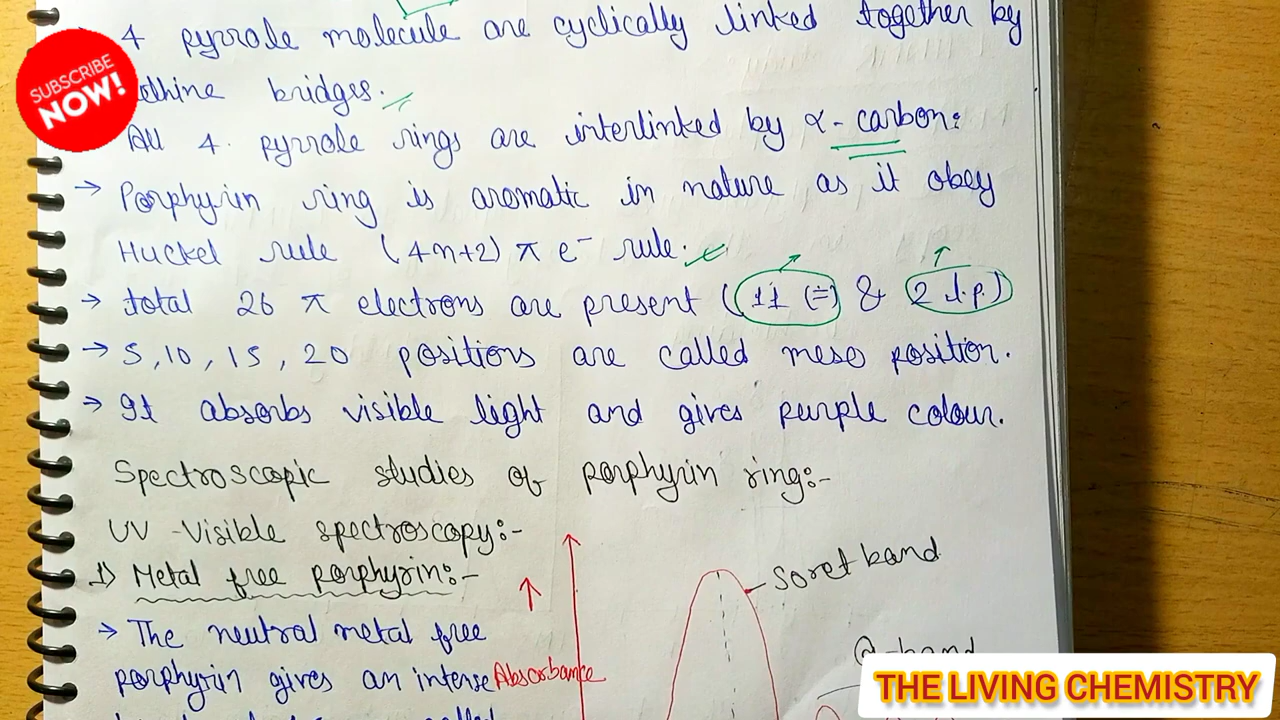 4 pyrrole molecule are cyclically linked together by
SUBSCRIBE
NOW!
bridges.
All 4 pyrrole rings are interlinked by α-carbon:
→ Porphyrin ring is aromatic in nature as it obey
Huckel rule (4n+2) π e⁻ rule.
→ total 26 π electrons are present (11 (=) & 2 l.p.)
→ 5, 10, 15, 20 positions are called meso position.
→ It absorbs visible light and gives purple colour.
Spectroscopic studies of porphyrin ring:-
UV-Visible spectroscopy:-
1) Metal free porphyrin:-
Soret band
→ The neutral metal free
Q-band
porphyrin gives an intense
Absorbance
THE LIVING CHEMISTRY